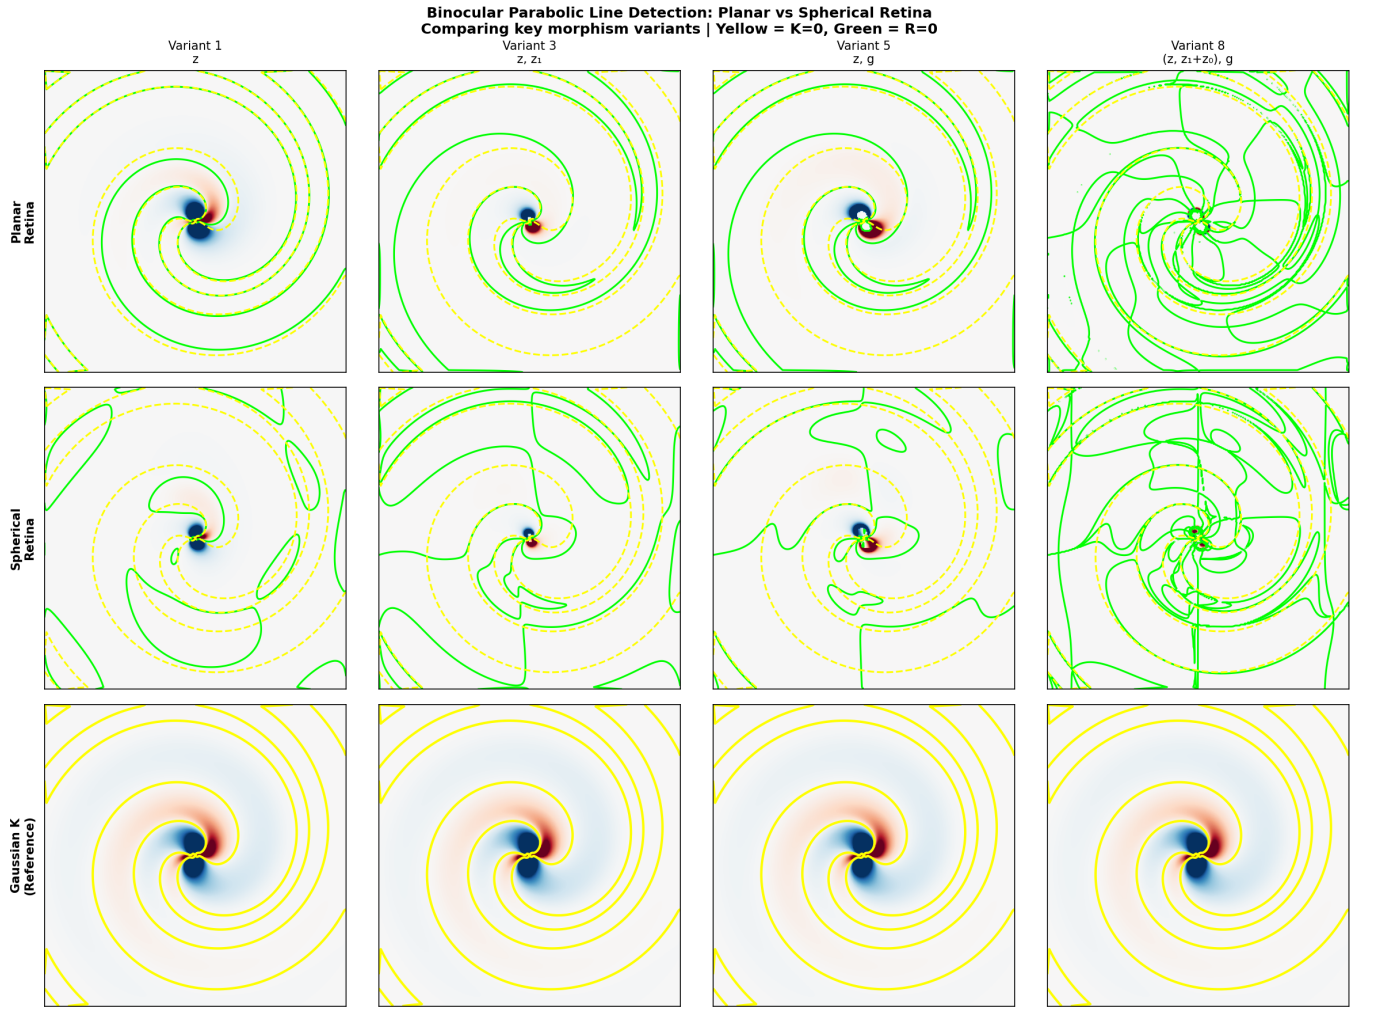 Binocular Parabolic Line Detection: Planar vs Spherical Retina
Comparing key morphism variants | Yellow = K=0, Green = R=0
Variant 1
z
Variant 3
z, z₁
Variant 5
z, g
Variant 8
(z, z₁+z₀), g
Planar
Retina
Spherical
Retina
Gaussian K
(Reference)